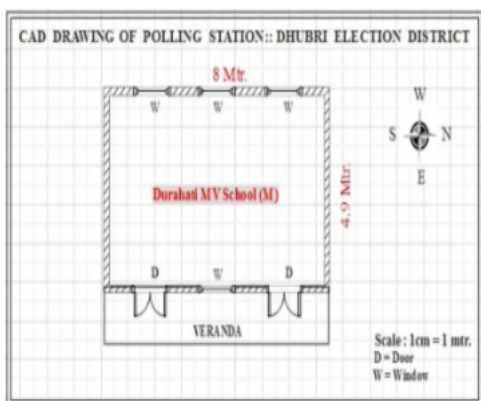 CAD DRAWING OF POLLING STATION:: DHUBRI ELECTION DISTRICT
8 Mtr.
W W W
W
S N
E
Durahati MV School (M)
4.9 Mtr.
D W D
VERANDA
Scale : 1cm = 1 mtr.
D = Door
W = Window